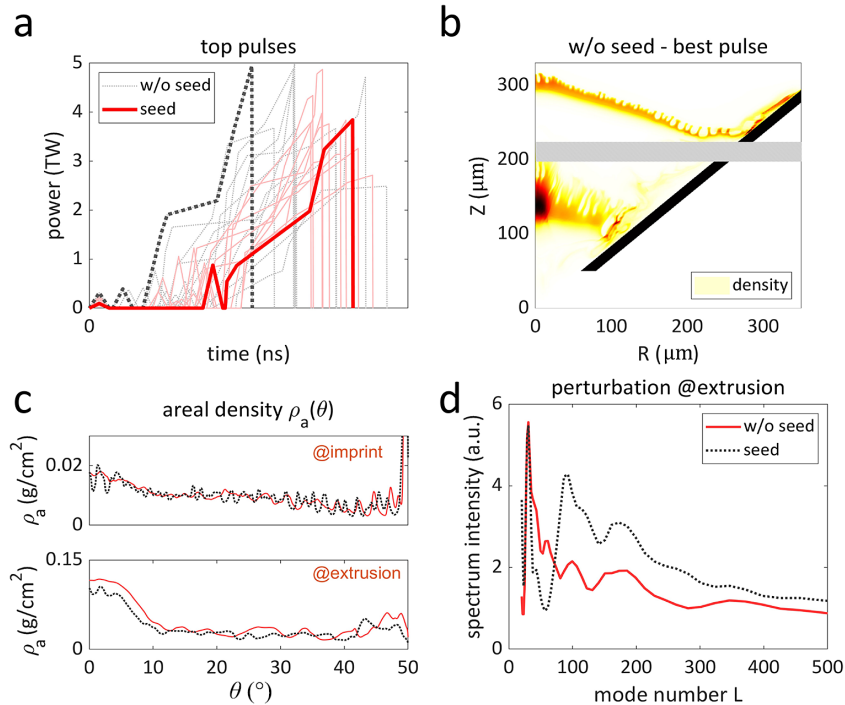 a
top pulses
power (TW)
5
4
3
2
1
0
w/o seed
seed
0
time (ns)
b
w/o seed - best pulse
Z (μm)
300
200
100
0
density
0
100
200
300
R (μm)
c
areal density ρa(θ)
ρa (g/cm²)
0.02
0
@imprint
ρa (g/cm²)
0.15
0
@extrusion
0
10
20
30
40
50
θ (°)
d
perturbation @extrusion
spectrum intensity (a.u.)
6
4
2
0
w/o seed
seed
0
100
200
300
400
500
mode number L